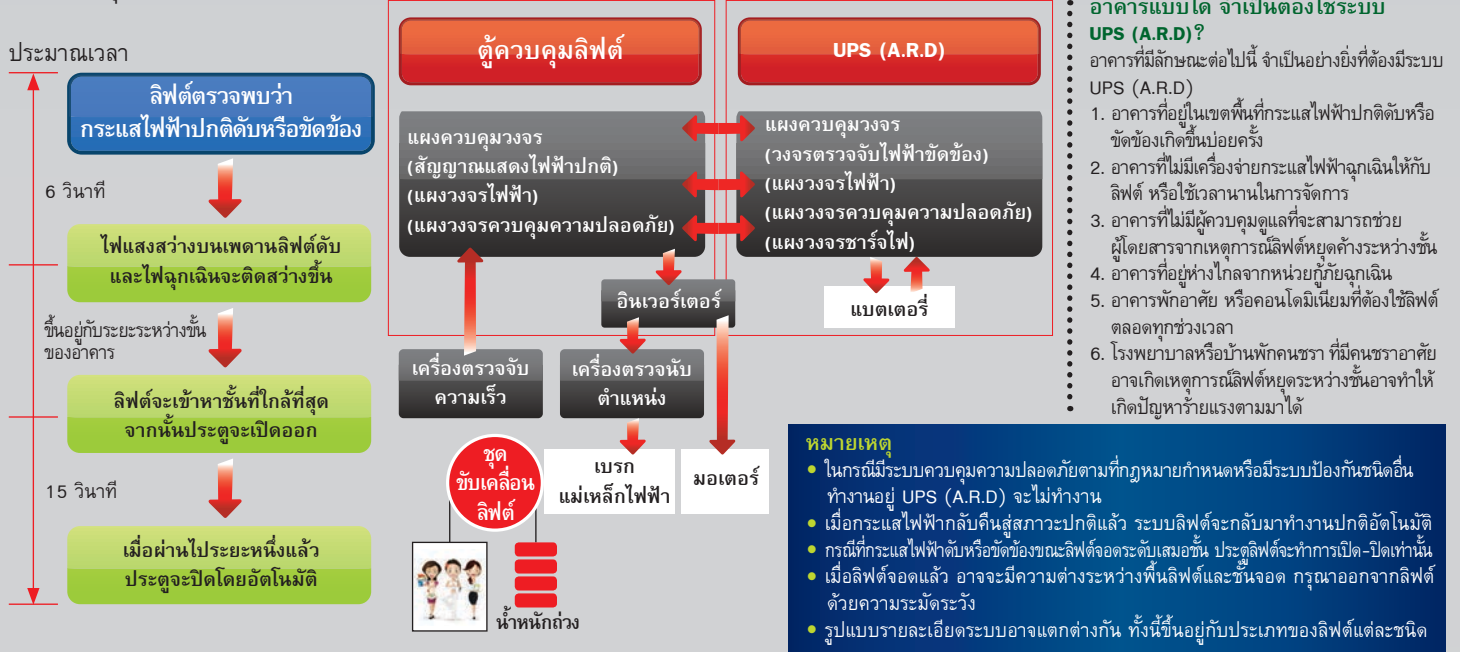 ประมาณเวลา
ลิฟต์ตรวจพบว่า
กระแสไฟฟ้าปกติดับหรือขัดข้อง
6 วินาที
ไฟแสงสว่างบนเพดานลิฟต์ดับ
และไฟฉุกเฉินจะติดสว่างขึ้น
ขึ้นอยู่กับระยะระหว่างขั้น
ของอาคาร
ลิฟต์จะเข้าหาชั้นที่ใกล้ที่สุด
จากนั้นประตูจะเปิดออก
15 วินาที
เมื่อผ่านไประยะหนึ่งแล้ว
ประตูจะปิดโดยอัตโนมัติ
ตู้ควบคุมลิฟต์
แผงควบคุมวงจร
(สัญญาณแสดงไฟฟ้าปกติ)
(แผงวงจรไฟฟ้า)
(แผงวงจรควบคุมความปลอดภัย)
UPS (A.R.D)
แผงควบคุมวงจร
(วงจรตรวจจับไฟฟ้าขัดข้อง)
(แผงวงจรไฟฟ้า)
(แผงวงจรควบคุมความปลอดภัย)
(แผงวงจรชาร์จไฟ)
อินเวอร์เตอร์
แบตเตอรี่
เครื่องตรวจจับ
ความเร็ว
เครื่องตรวจนับ
ตำแหน่ง
ชุด
ขับเคลื่อน
ลิฟต์
เบรก
แม่เหล็กไฟฟ้า
มอเตอร์
น้ำหนักถ่วง
อาคารแบบใด จำเป็นต้องใช้ระบบ
UPS (A.R.D)?
อาคารที่มีลักษณะต่อไปนี้ จำเป็นอย่างยิ่งที่ต้องมีระบบ
UPS (A.R.D)
1. อาคารที่อยู่ในเขตพื้นที่กระแสไฟฟ้าปกติดับหรือ
ขัดข้องเกิดขึ้นบ่อยครั้ง
2. อาคารที่ไม่มีเครื่องจ่ายกระแสไฟฟ้าฉุกเฉินให้กับ
ลิฟต์ หรือใช้เวลานานในการจัดการ
3. อาคารที่ไม่มีผู้ควบคุมดูแลที่จะสามารถช่วย
ผู้โดยสารจากเหตุการณ์ลิฟต์หยุดค้างระหว่างชั้น
4. อาคารที่อยู่ห่างไกลจากหน่วยกู้ภัยฉุกเฉิน
5. อาคารพักอาศัย หรือคอนโดมิเนียมที่ต้องใช้ลิฟต์
ตลอดทุกช่วงเวลา
6. โรงพยาบาลหรือบ้านพักคนชรา ที่มีคนชราอาศัย
อาจเกิดเหตุการณ์ลิฟต์หยุดระหว่างชั้นอาจทำให้
เกิดปัญหาร้ายแรงตามมาได้
หมายเหตุ
• ในกรณีมีระบบควบคุมความปลอดภัยตามที่กฎหมายกำหนดหรือมีระบบป้องกันชนิดอื่น
ทำงานอยู่ UPS (A.R.D) จะไม่ทำงาน
• เมื่อกระแสไฟฟ้ากลับคืนสู่สภาวะปกติแล้ว ระบบลิฟต์จะกลับมาทำงานปกติอัตโนมัติ
• กรณีที่กระแสไฟฟ้าดับหรือขัดข้องขณะลิฟต์จอดระดับเสมอชั้น ประตูลิฟต์จะทำการเปิด-ปิดเท่านั้น
• เมื่อลิฟต์จอดแล้ว อาจจะมีความต่างระหว่างพื้นลิฟต์และชั้นจอด กรุณาออกจากลิฟต์
ด้วยความระมัดระวัง
• รูปแบบรายละเอียดระบบอาจแตกต่างกัน ทั้งนี้ขึ้นอยู่กับประเภทของลิฟต์แต่ละชนิด